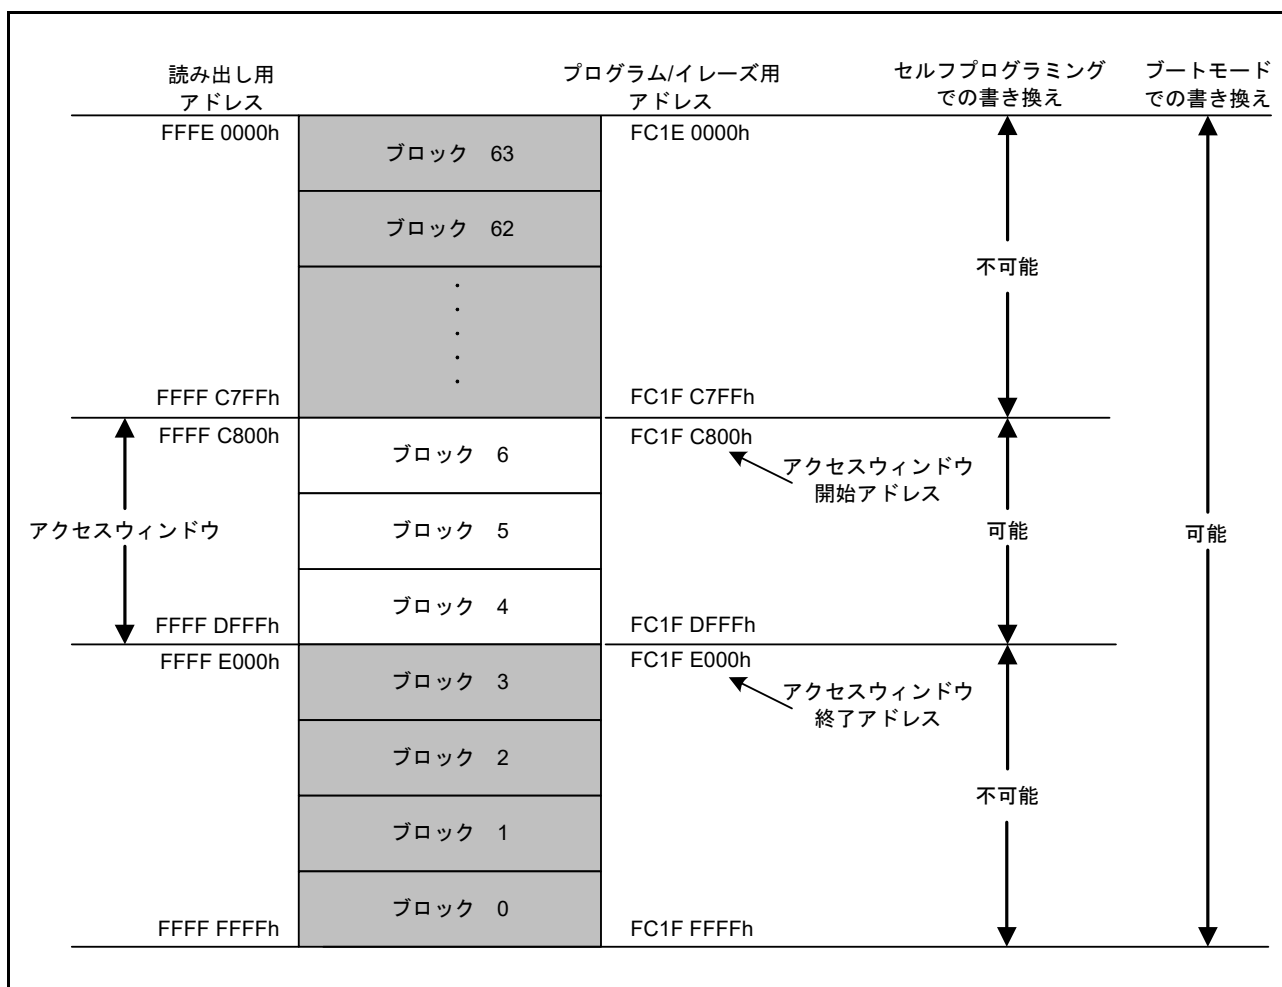 読み出し用
アドレス
プログラム/イレーズ用
アドレス
セルフプログラミング
での書き換え
ブートモード
での書き換え
FFFE 0000h
ブロック 63
FC1E 0000h
ブロック 62
不可能
・
・
・
・
・
FFFF C7FFh
FC1F C7FFh
FFFF C800h
ブロック 6
FC1F C800h
アクセスウィンドウ
開始アドレス
アクセスウィンドウ
ブロック 5
可能
可能
ブロック 4
FFFF DFFFh
FC1F DFFFh
FFFF E000h
ブロック 3
FC1F E000h
アクセスウィンドウ
終了アドレス
ブロック 2
不可能
ブロック 1
ブロック 0
FFFF FFFFh
FC1F FFFFh